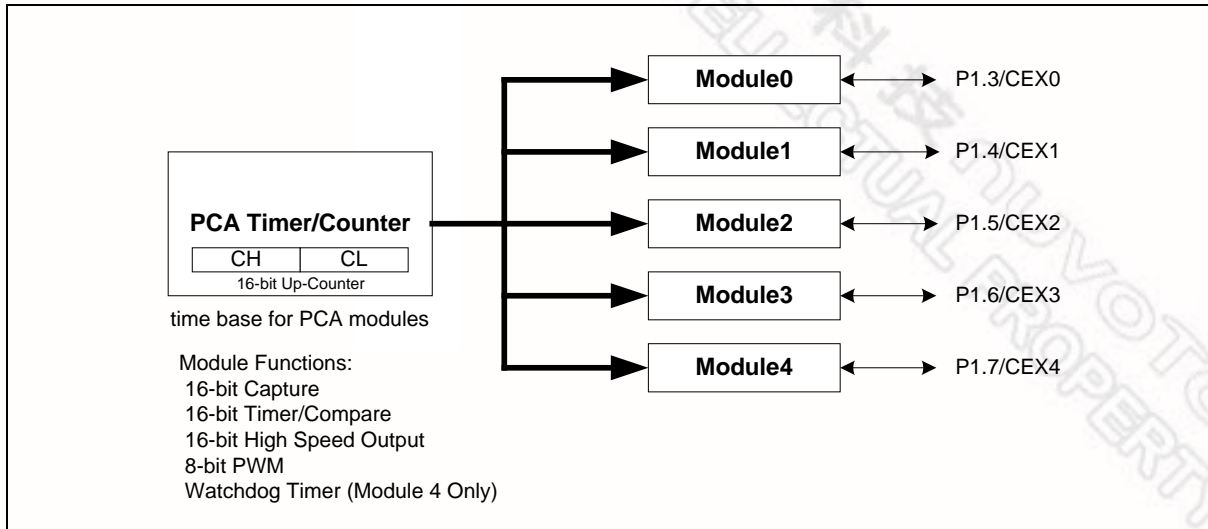 Module0
P1.3/CEX0
Module1
P1.4/CEX1
PCA Timer/Counter
CH
CL
16-bit Up-Counter
Module2
P1.5/CEX2
Module3
P1.6/CEX3
time base for PCA modules
Module4
P1.7/CEX4
Module Functions:
16-bit Capture
16-bit Timer/Compare
16-bit High Speed Output
8-bit PWM
Watchdog Timer (Module 4 Only)
科技